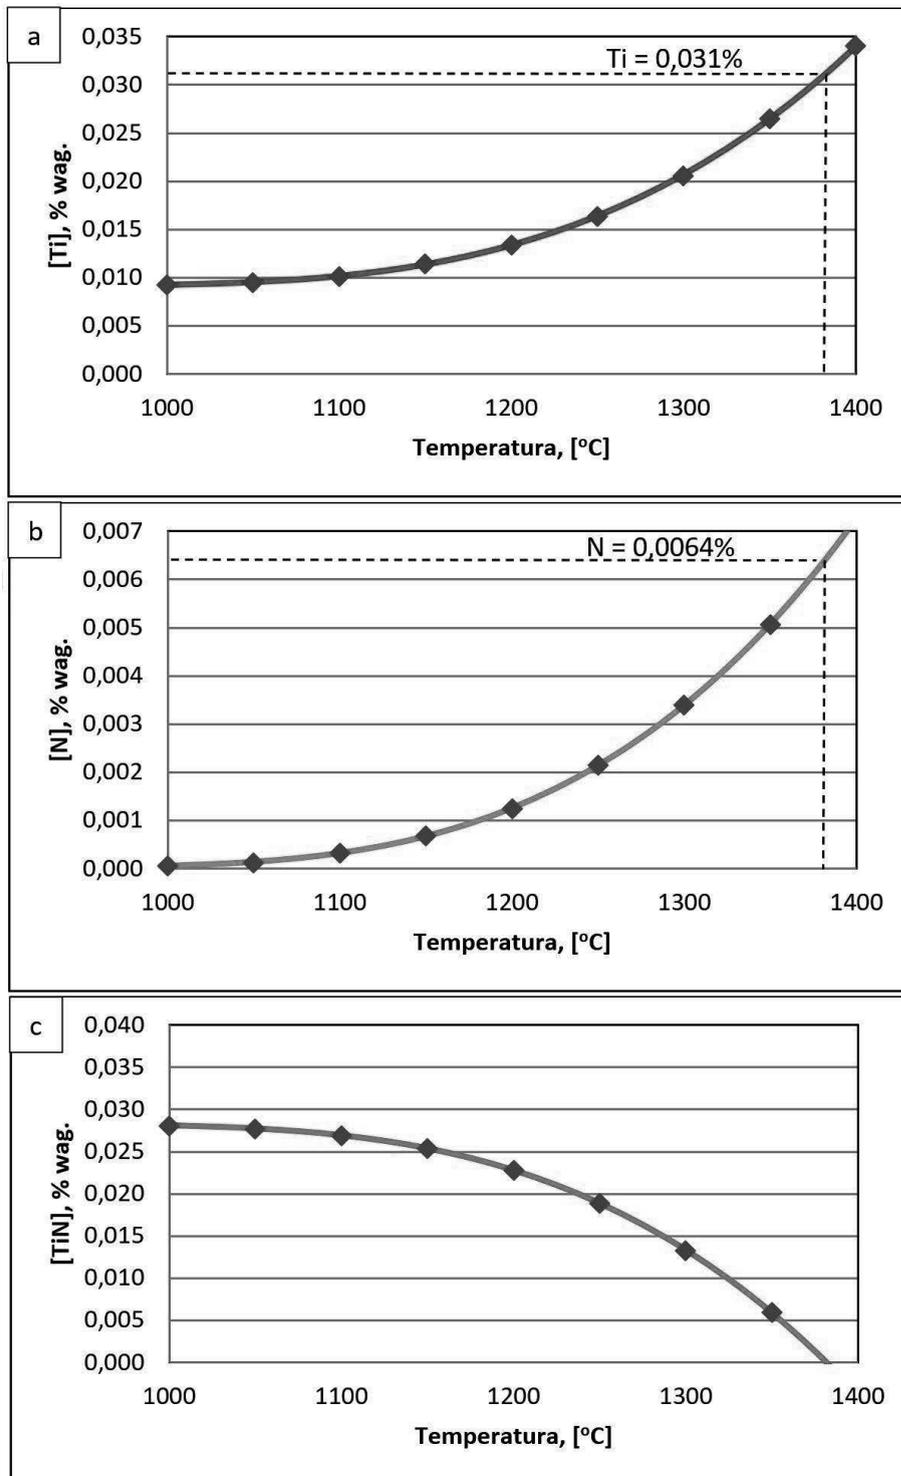 a
0,035
0,030
0,025
0,020
0,015
0,010
0,005
0,000
[Ti], % wag.
Ti = 0,031%
1000 1100 1200 1300 1400
Temperatura, [°C]
b
0,007
0,006
0,005
0,004
0,003
0,002
0,001
0,000
[N], % wag.
N = 0,0064%
1000 1100 1200 1300 1400
Temperatura, [°C]
c
0,040
0,035
0,030
0,025
0,020
0,015
0,010
0,005
0,000
[TiN], % wag.
1000 1100 1200 1300 1400
Temperatura, [°C]